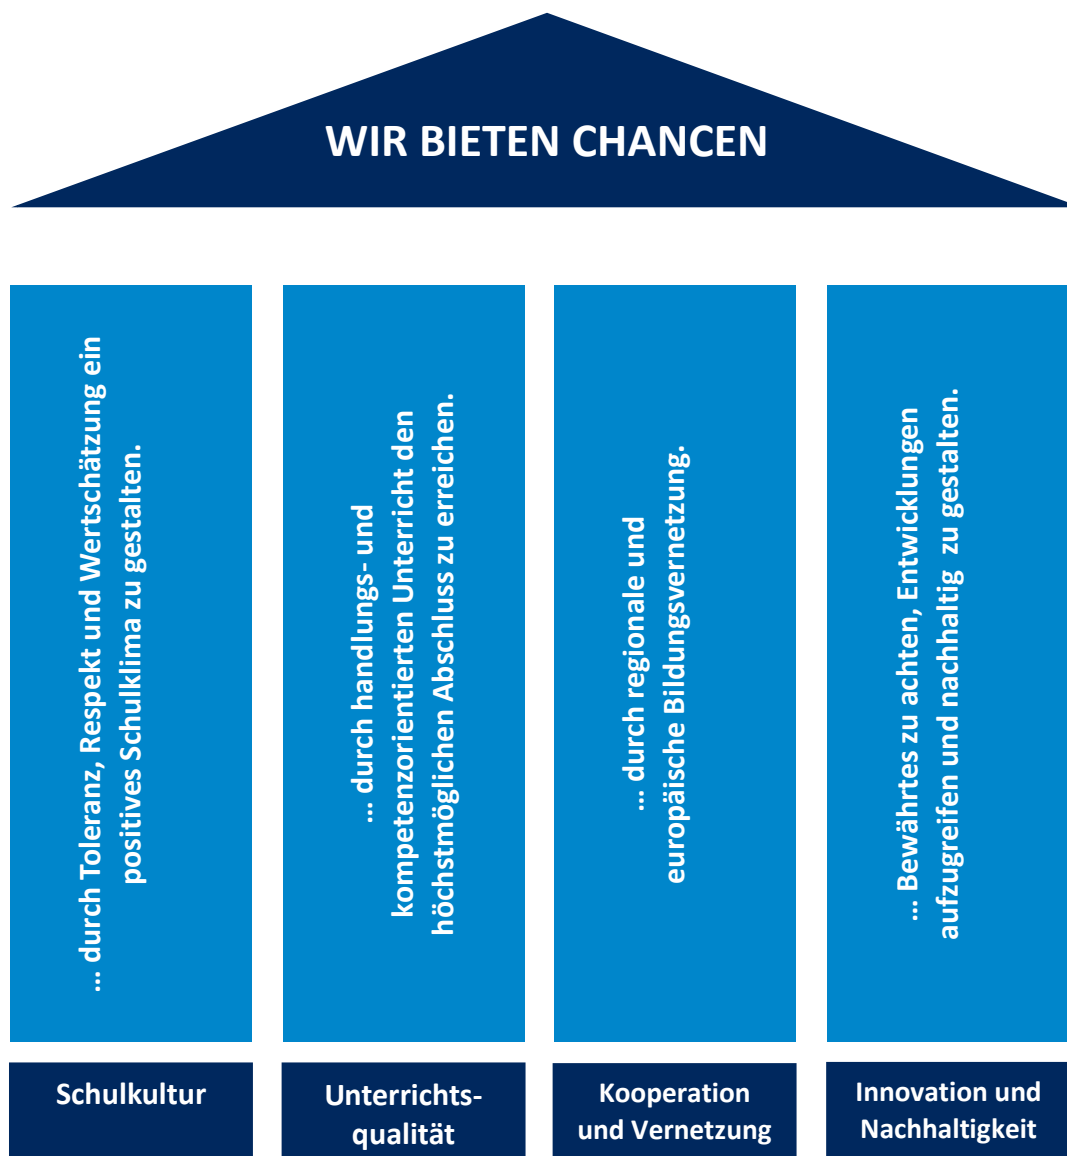 WIR BIETEN CHANCEN
... durch Toleranz, Respekt und Wertschätzung ein
positives Schulklima zu gestalten.
Schulkultur
... durch handlungs- und
kompetenzorientierten Unterricht den
höchstmöglichen Abschluss zu erreichen.
Unterrichts-
qualität
... durch regionale und
europäische Bildungsvernetzung.
Kooperation
und Vernetzung
... Bewährtes zu achten, Entwicklungen
aufzugreifen und nachhaltig zu gestalten.
Innovation und
Nachhaltigkeit